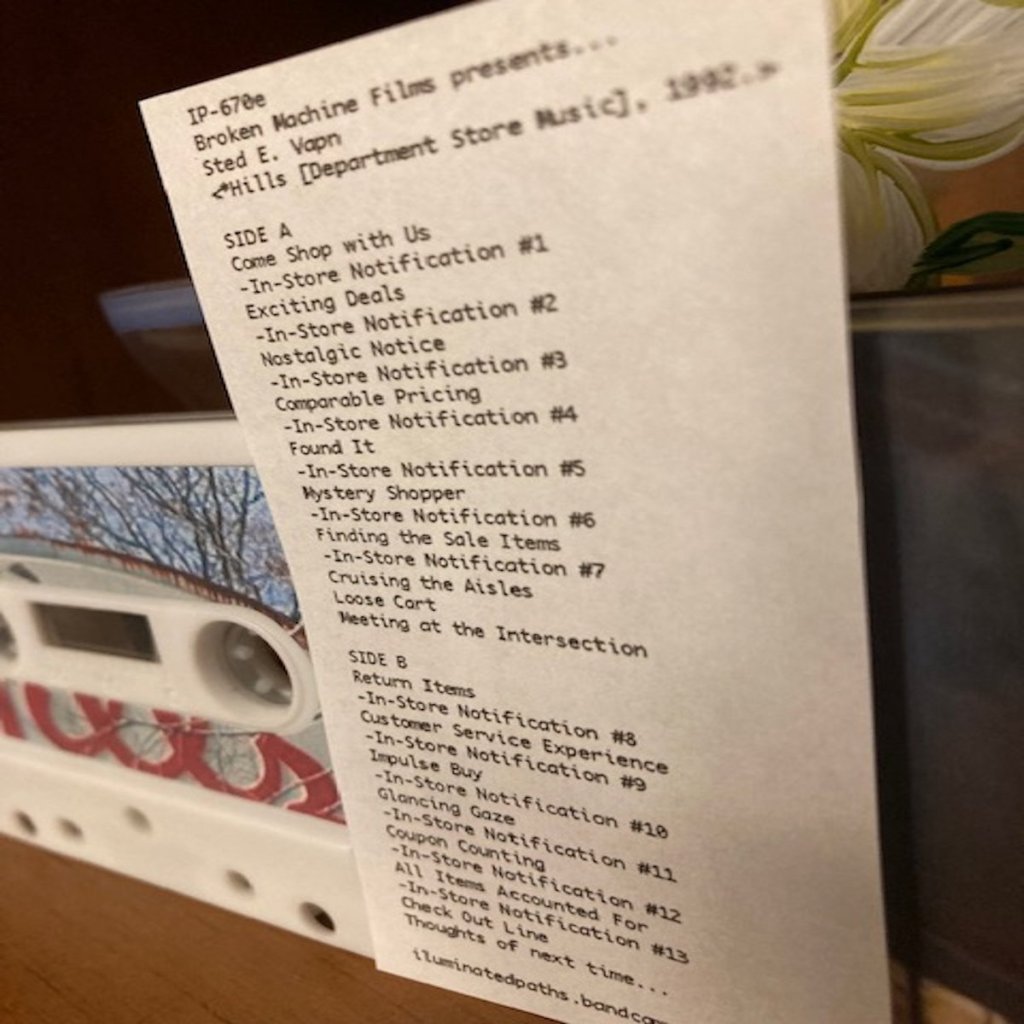 IP-670e
Broken Machine Films presents...
Sted E. Vapn
<*Hills [Department Store Music], 1992.>
SIDE A
Come Shop with Us
-In-Store Notification #1
Exciting Deals
-In-Store Notification #2
Nostalgic Notice
-In-Store Notification #3
Comparable Pricing
-In-Store Notification #4
Found It
-In-Store Notification #5
Mystery Shopper
-In-Store Notification #6
Finding the Sale Items
-In-Store Notification #7
Cruising the Aisles
Loose Cart
Meeting at the Intersection
SIDE B
Return Items
-In-Store Notification #8
Customer Service Experience
-In-Store Notification #9
Impulse Buy
-In-Store Notification #10
Glancing Gaze
-In-Store Notification #11
Coupon Counting
-In-Store Notification #12
All Items Accounted For
-In-Store Notification #13
Check Out Line
Thoughts of next time...
iluminatedpaths.bandcam